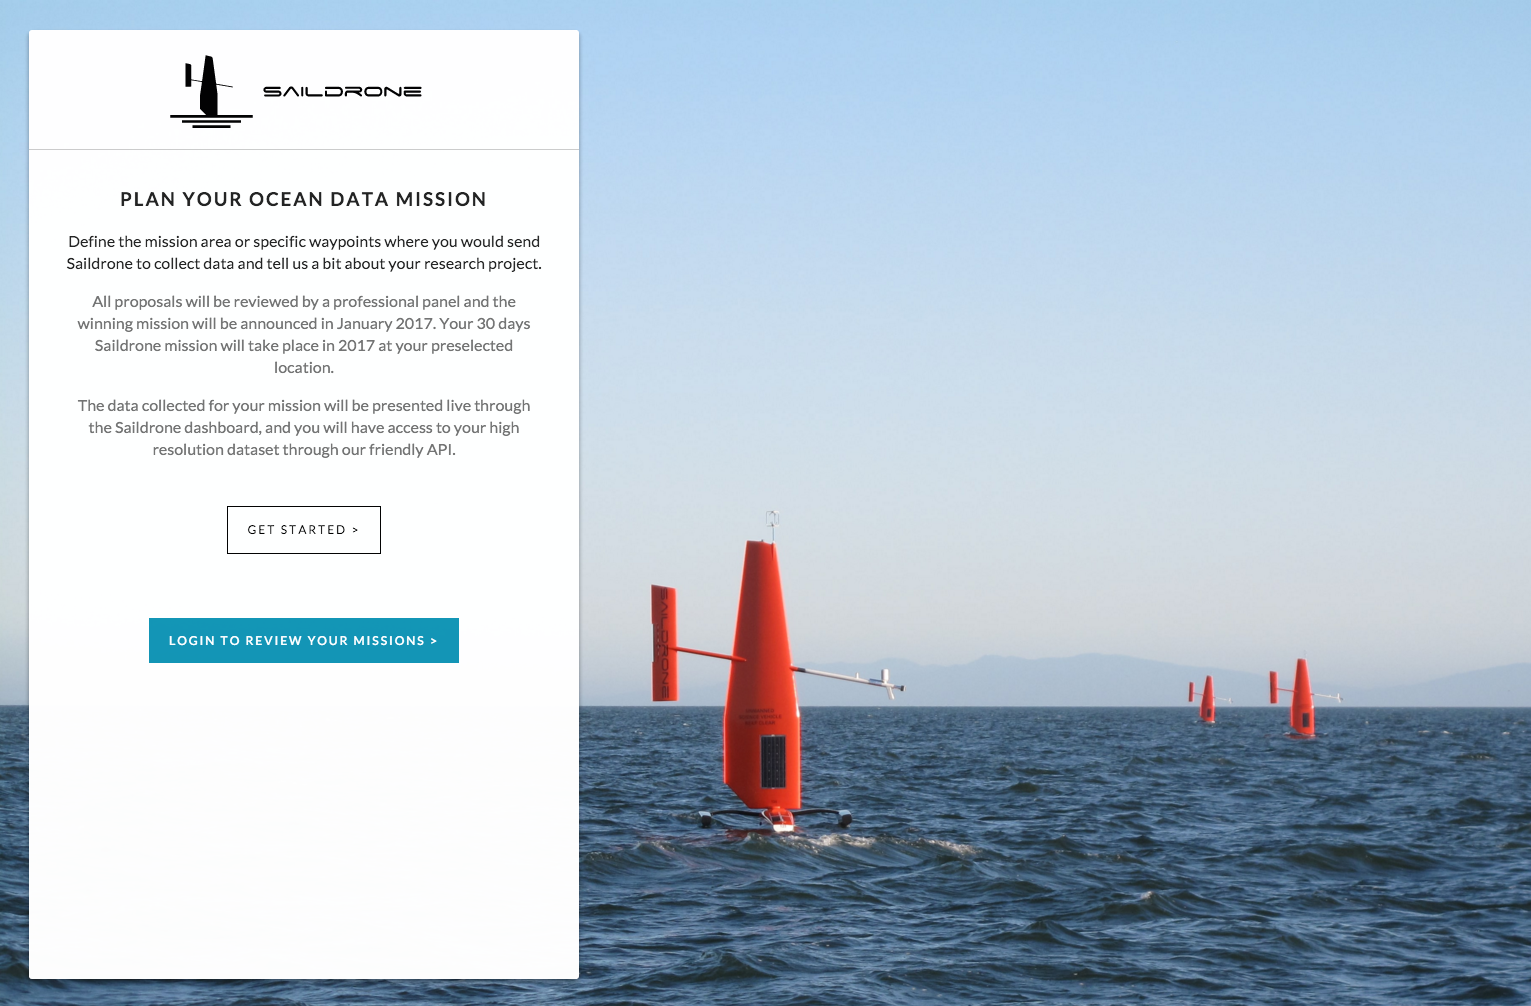 SAILDRONE
PLAN YOUR OCEAN DATA MISSION
Define the mission area or specific waypoints where you would send
Saildrone to collect data and tell us a bit about your research project.
All proposals will be reviewed by a professional panel and the
winning mission will be announced in January 2017. Your 30 days
Saildrone mission will take place in 2017 at your preselected
location.
The data collected for your mission will be presented live through
the Saildrone dashboard, and you will have access to your high
resolution dataset through our friendly API.
GET STARTED >
LOGIN TO REVIEW YOUR MISSIONS >
SAILDRONE